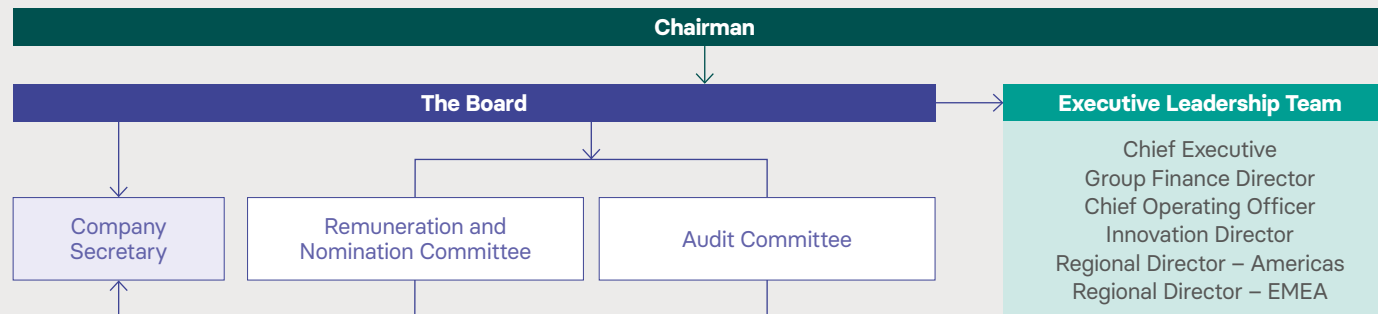 Chairman
The Board
Executive Leadership Team
Company
Secretary
Remuneration and
Nomination Committee
Audit Committee
Chief Executive
Group Finance Director
Chief Operating Officer
Innovation Director
Regional Director – Americas
Regional Director – EMEA